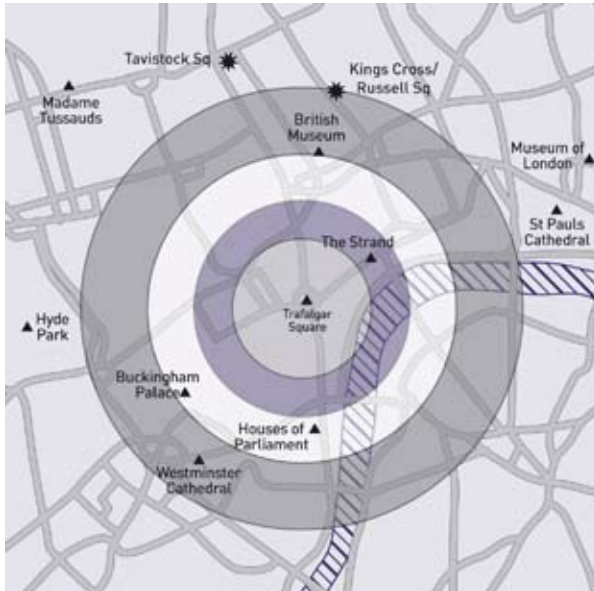 Tavistock Sq
Kings Cross/
Russell Sq
Madame
Tussauds
British
Museum
Museum of
London
St Pauls
Cathedral
The Strand
Trafalgar
Square
Hyde
Park
Buckingham
Palace
Houses of
Parliament
Westminster
Cathedral